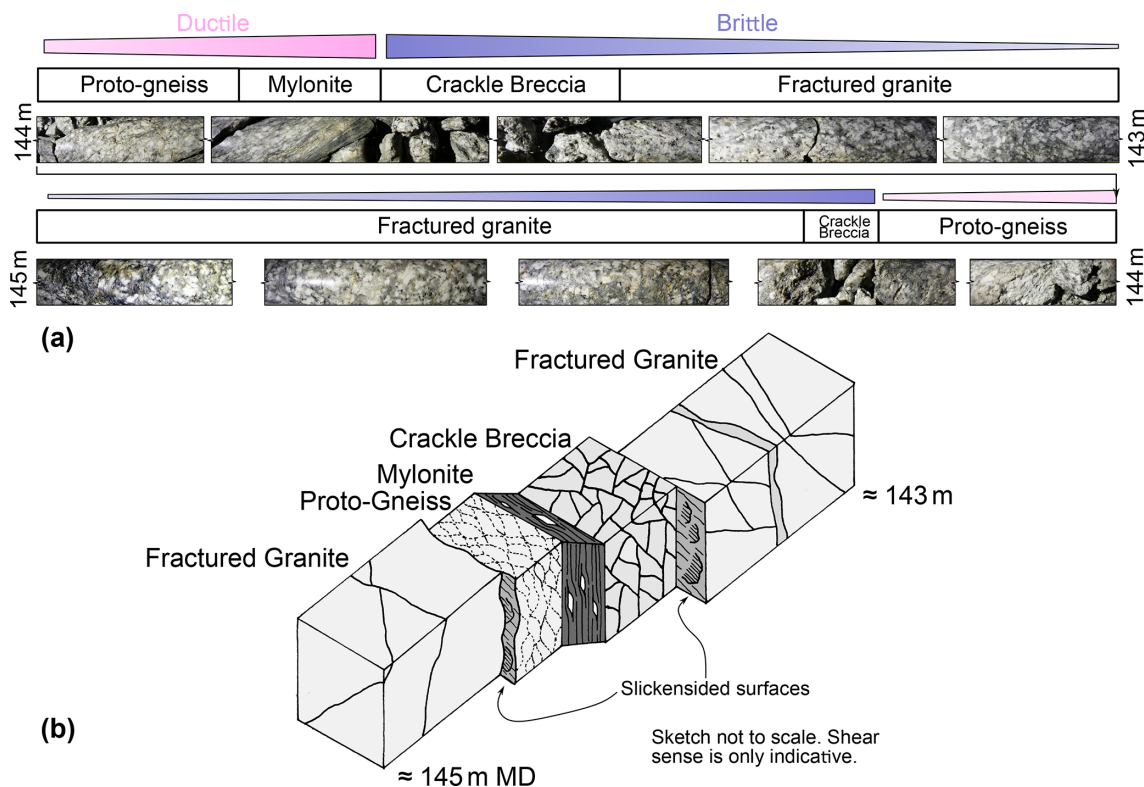 Ductile
Brittle
Proto-gneiss
Mylonite
Crackle Breccia
Fractured granite
144 m
143 m
Fractured granite
Crackle
Breccia
Proto-gneiss
145 m
144 m
(a)
Fractured Granite
Crackle Breccia
Mylonite
Proto-Gneiss
≈ 143 m
Fractured Granite
Slickensided surfaces
(b)
Sketch not to scale. Shear
sense is only indicative.
≈ 145 m MD